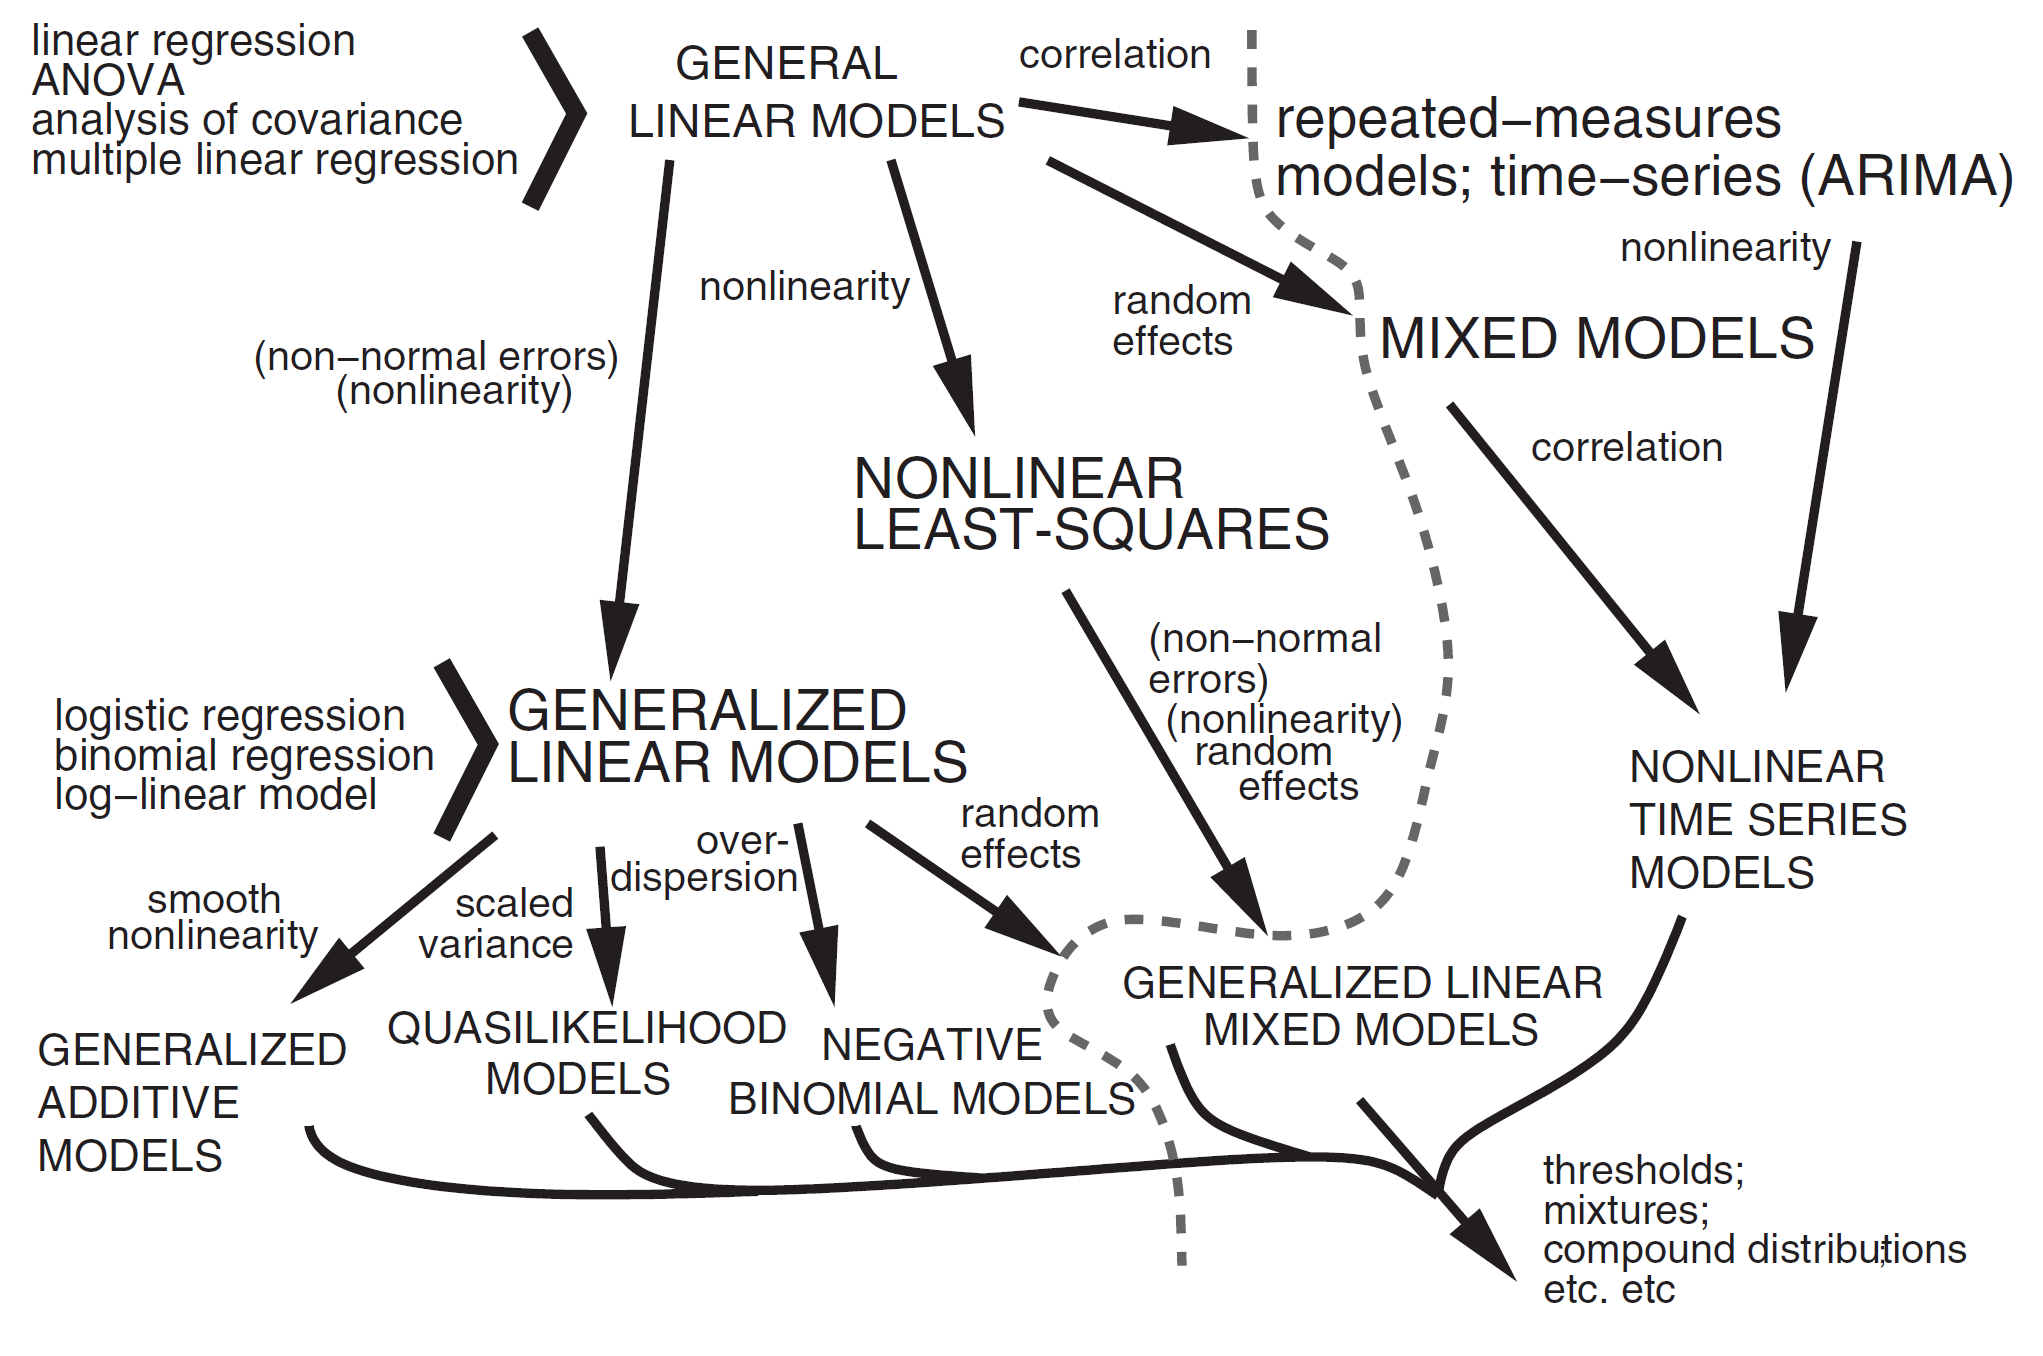 linear regression
ANOVA
analysis of covariance
multiple linear regression
GENERAL
LINEAR MODELS
correlation
repeated−measures
models; time−series (ARIMA)
nonlinearity
nonlinearity
random
effects
MIXED MODELS
(non−normal errors)
(nonlinearity)
correlation
NONLINEAR
LEAST-SQUARES
(non−normal
errors)
(nonlinearity)
random
effects
logistic regression
binomial regression
log−linear model
GENERALIZED
LINEAR MODELS
NONLINEAR
TIME SERIES
MODELS
smooth
nonlinearity
scaled
variance
over-
dispersion
random
effects
GENERALIZED
ADDITIVE
MODELS
QUASILIKELIHOOD
MODELS
NEGATIVE
BINOMIAL MODELS
GENERALIZED LINEAR
MIXED MODELS
thresholds;
mixtures;
compound distributions;
etc. etc